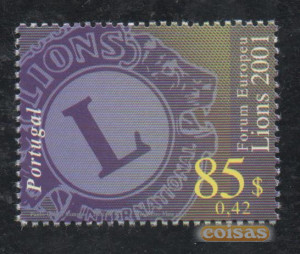 LIONS
L
INTERNATIONAL
Portugal
Forum Europeu
Lions 2001
85$
0,42
coisas